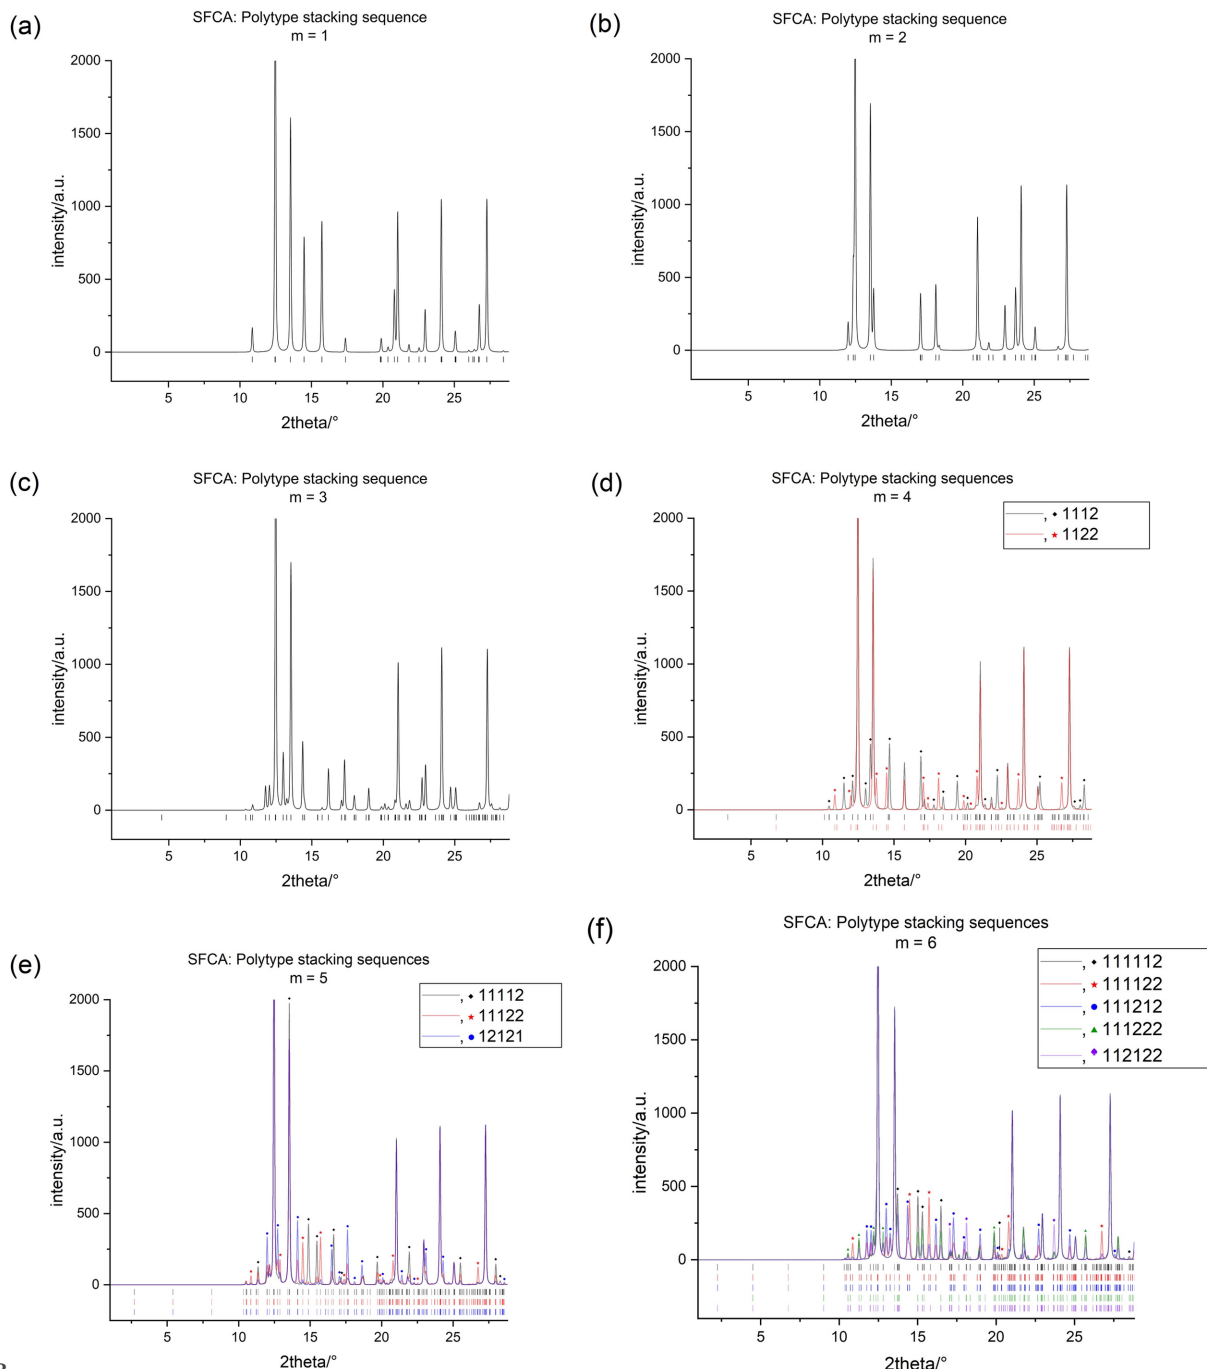 (a)
SFCA: Polytype stacking sequence
m = 1
2000
1500
1000
500
0
intensity/a.u.
5 10 15 20 25
2theta/°
(b)
SFCA: Polytype stacking sequence
m = 2
2000
1500
1000
500
0
intensity/a.u.
5 10 15 20 25
2theta/°
(c)
SFCA: Polytype stacking sequence
m = 3
2000
1500
1000
500
0
intensity/a.u.
5 10 15 20 25
2theta/°
(d)
SFCA: Polytype stacking sequences
m = 4
, 1112
, 1122
2000
1500
1000
500
0
intensity/a.u.
5 10 15 20 25
2theta/°
(e)
SFCA: Polytype stacking sequences
m = 5
, 11112
, 11122
, 12121
2000
1500
1000
500
0
intensity/a.u.
5 10 15 20 25
2theta/°
(f)
SFCA: Polytype stacking sequences
m = 6
, 111112
, 111122
, 111212
, 111222
, 112122
2000
1500
1000
500
0
intensity/a.u.
5 10 15 20 25
2theta/°